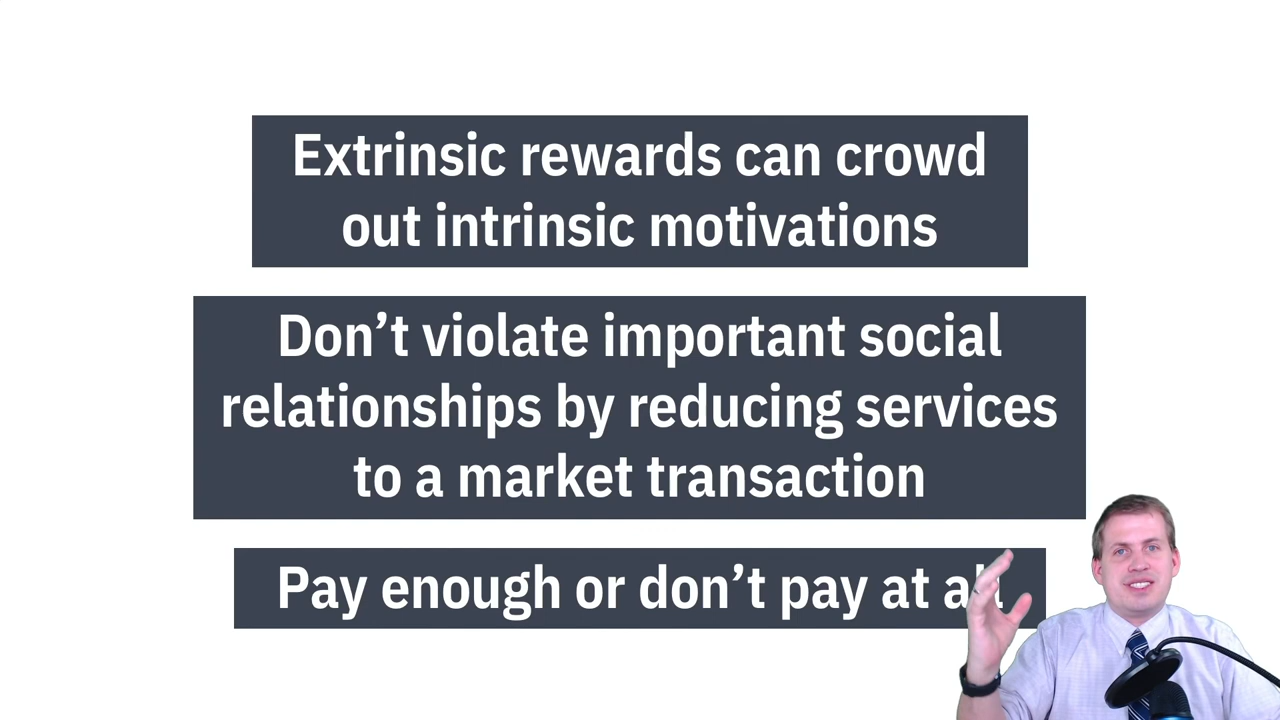 Extrinsic rewards can crowd
out intrinsic motivations
Don’t violate important social
relationships by reducing services
to a market transaction
Pay enough or don’t pay at all